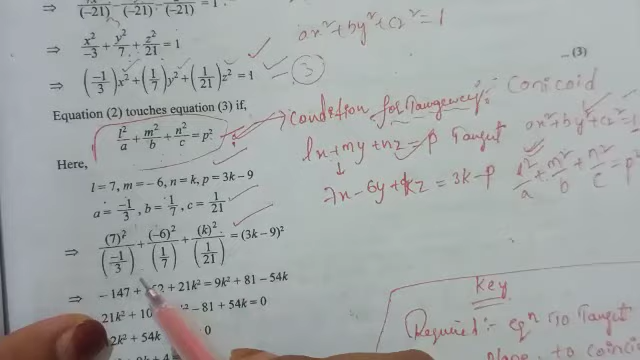 (-21) (-21) (-21)
⇒ x²/-3 + y²/7 + z²/21 = 1
ax² + by² + cz² = 1
⇒ (-1/3)x² + (1/7)y² + (1/21)z² = 1 = (3)
...(3)
Equation (2) touches equation (3) if,
l²/a + m²/b + n²/c = p²
Condition for Tangency: Conicoid
lx + my + nz = p Tangent ax² + by² + cz² = 1
Here,
l = 7, m = – 6, n = k, p = 3k – 9
7x - 6y + kz = 3k - p l²/a + m²/b + n²/c = p²
a = -1/3, b = 1/7, c = 1/21
⇒ (7)²/(-1/3) + (-6)²/(1/7) + (k)²/(1/21) = (3k – 9)²
⇒ – 147 + 2 + 21k² = 9k² + 81 – 54k
21k² + 10 – 81 + 54k = 0
2k² + 54k 0
Key
Required :- eqⁿ To Tangent
Plane to